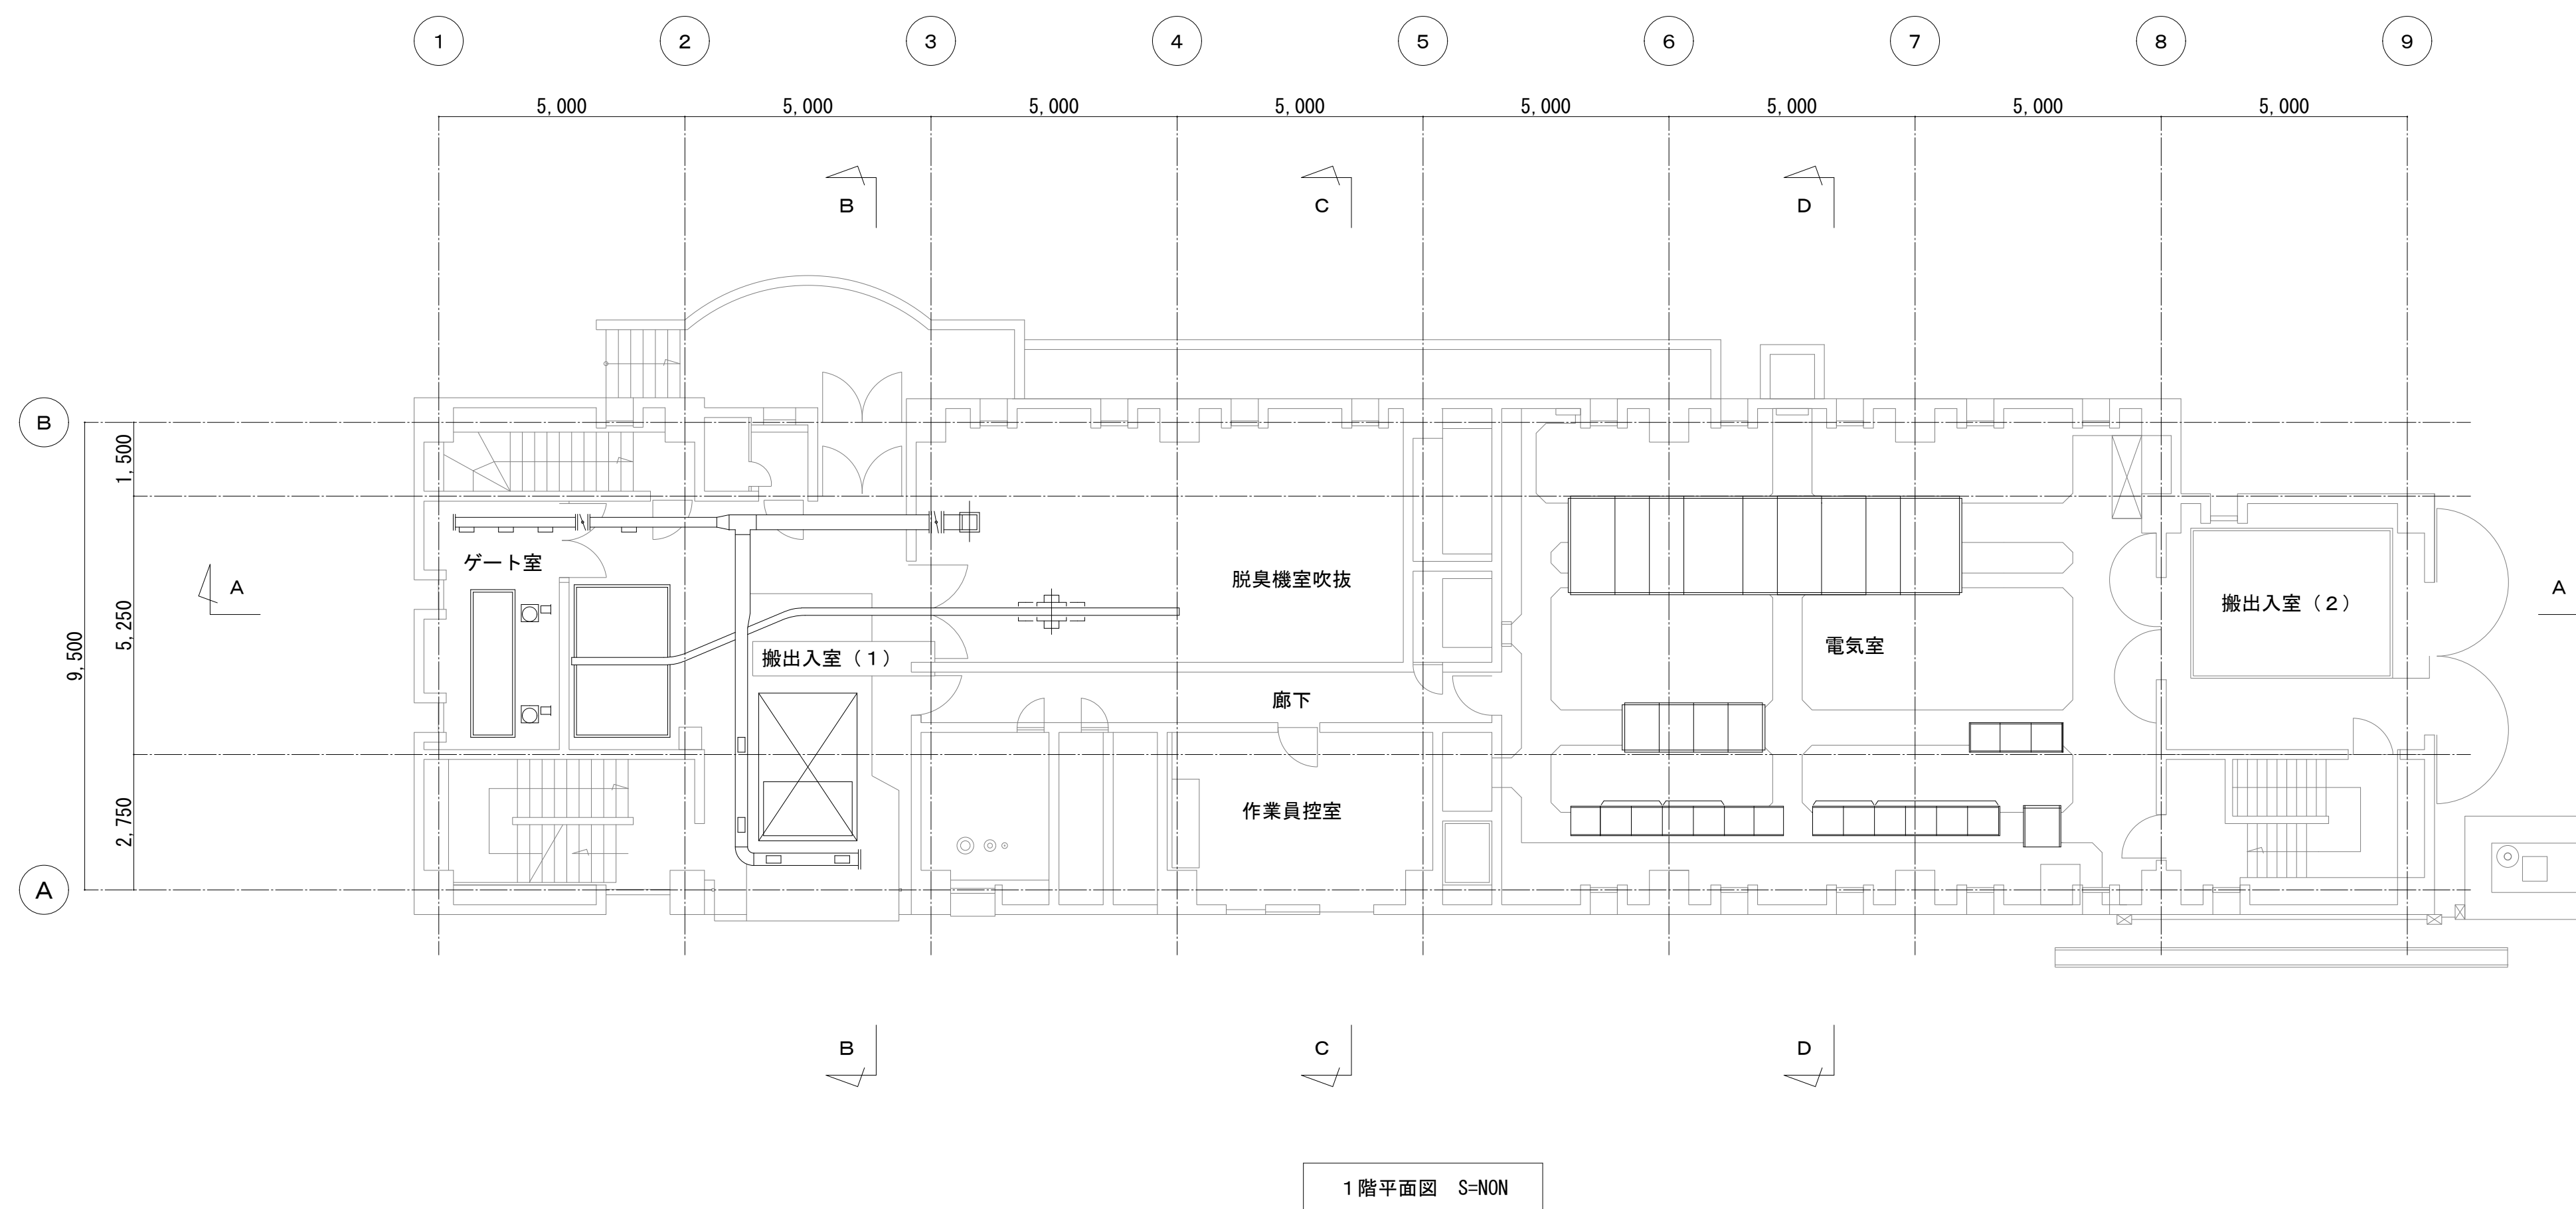 1 2 3 4 5 6 7 8 9
5,000 5,000 5,000 5,000 5,000 5,000 5,000 5,000
B C D
B
1,500
ゲート室
脱臭機室吹抜
A
A
搬出入室（２）
5,250
9,500
電気室
搬出入室（１）
廊下
2,750
作業員控室
A
B C D
１階平面図 S=NON